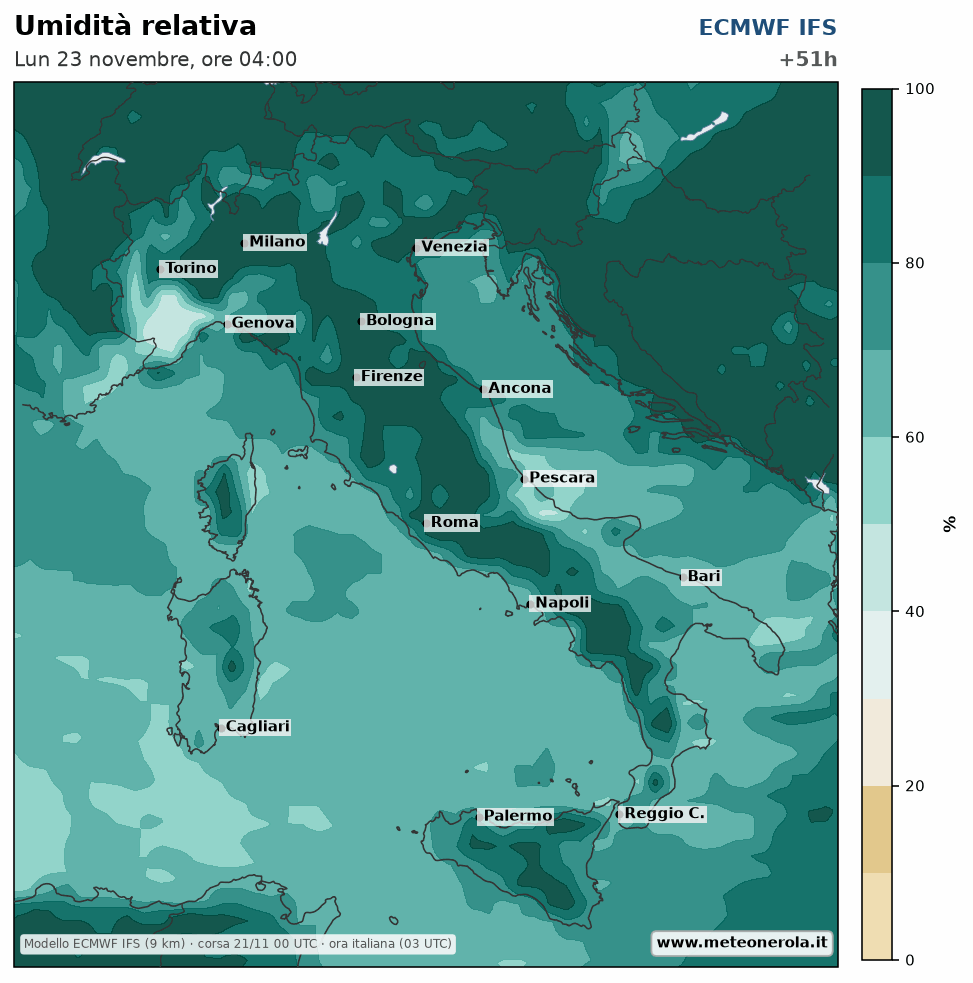 Umidità relativa
ECMWF IFS
Lun 23 novembre, ore 04:00
+51h
100
80
60
40
20
0
%
Milano
Venezia
Torino
Genova
Bologna
Firenze
Ancona
Pescara
Roma
Bari
Napoli
Cagliari
Palermo
Reggio C.
Modello ECMWF IFS (9 km) · corsa 21/11 00 UTC · ora italiana (03 UTC)
www.meteonerola.it